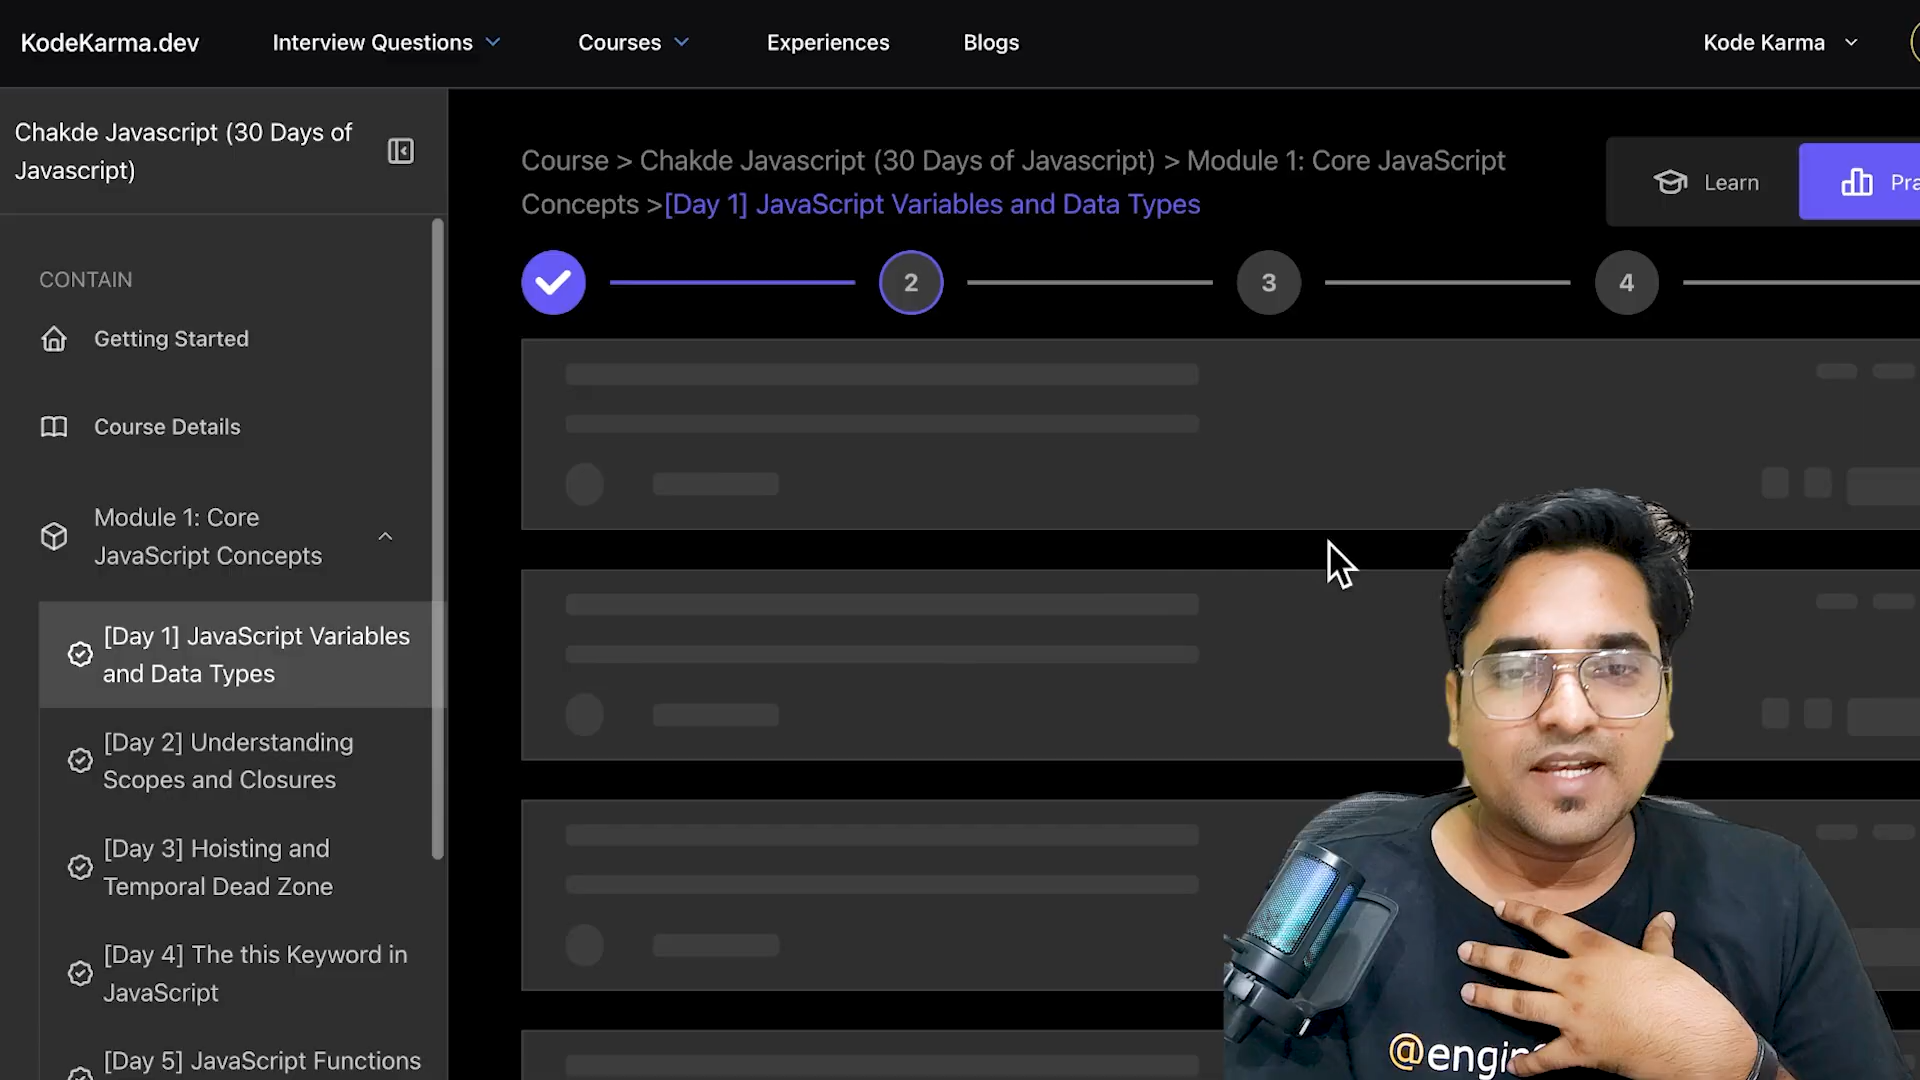 KodeKarma.dev
Interview Questions
Courses
Experiences
Blogs
Kode Karma
Chakde Javascript (30 Days of
Javascript)
CONTAIN
Getting Started
Course Details
Module 1: Core
JavaScript Concepts
[Day 1] JavaScript Variables
and Data Types
[Day 2] Understanding
Scopes and Closures
[Day 3] Hoisting and
Temporal Dead Zone
[Day 4] The this Keyword in
JavaScript
[Day 5] JavaScript Functions
Course > Chakde Javascript (30 Days of Javascript) > Module 1: Core JavaScript
Concepts >[Day 1] JavaScript Variables and Data Types
Learn
Pra
2
3
4
@engin